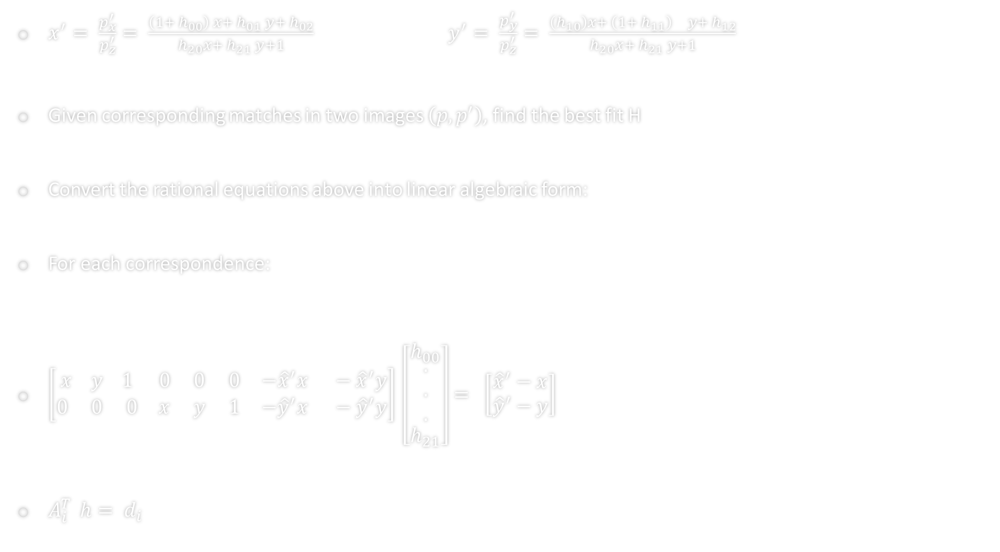 ○ x′ = p′x/p′z = ((1+ h₀₀) x+ h₀₁ y+ h₀₂)/(h₂₀x+ h₂₁ y+1) y′ = p′y/p′z = ((h₁₀)x+ (1+ h₁₁) y+ h₁₂)/(h₂₀x+ h₂₁ y+1)
○ Given corresponding matches in two images (p, p′), find the best fit H
○ Convert the rational equations above into linear algebraic form:
○ For each correspondence:
○ [x y 1 0 0 0 −x̂′x − x̂′y; 0 0 0 x y 1 −ŷ′x − ŷ′y] [h₀₀ . . . h₂₁] = [x̂′ − x; ŷ′ − y]
○ Aᵢᵀ h = dᵢ